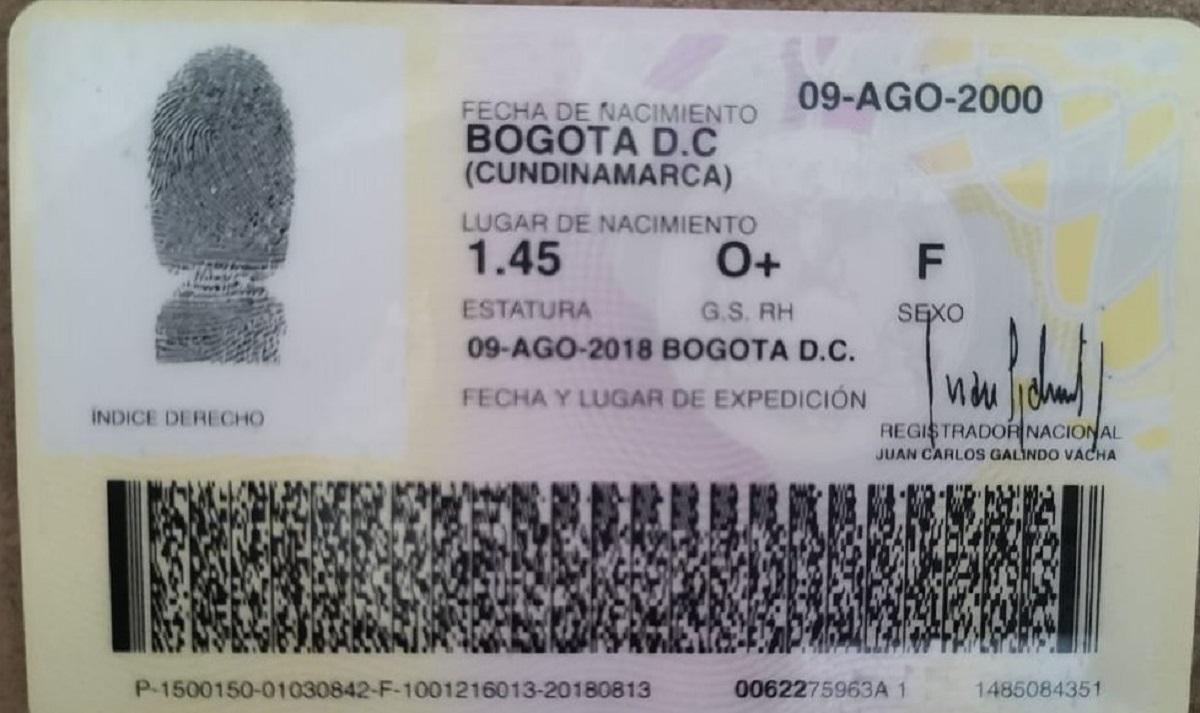 FECHA DE NACIMIENTO 09-AGO-2000
BOGOTA D.C
(CUNDINAMARCA)
LUGAR DE NACIMIENTO
1.45 O+ F
ESTATURA G.S. RH SEXO
09-AGO-2018 BOGOTA D.C.
FECHA Y LUGAR DE EXPEDICIÓN
ÍNDICE DERECHO
REGISTRADOR NACIONAL
JUAN CARLOS GALINDO VACHA
P-1500150-01030842-F-1001216013-20180813 0062275963A 1 1485084351